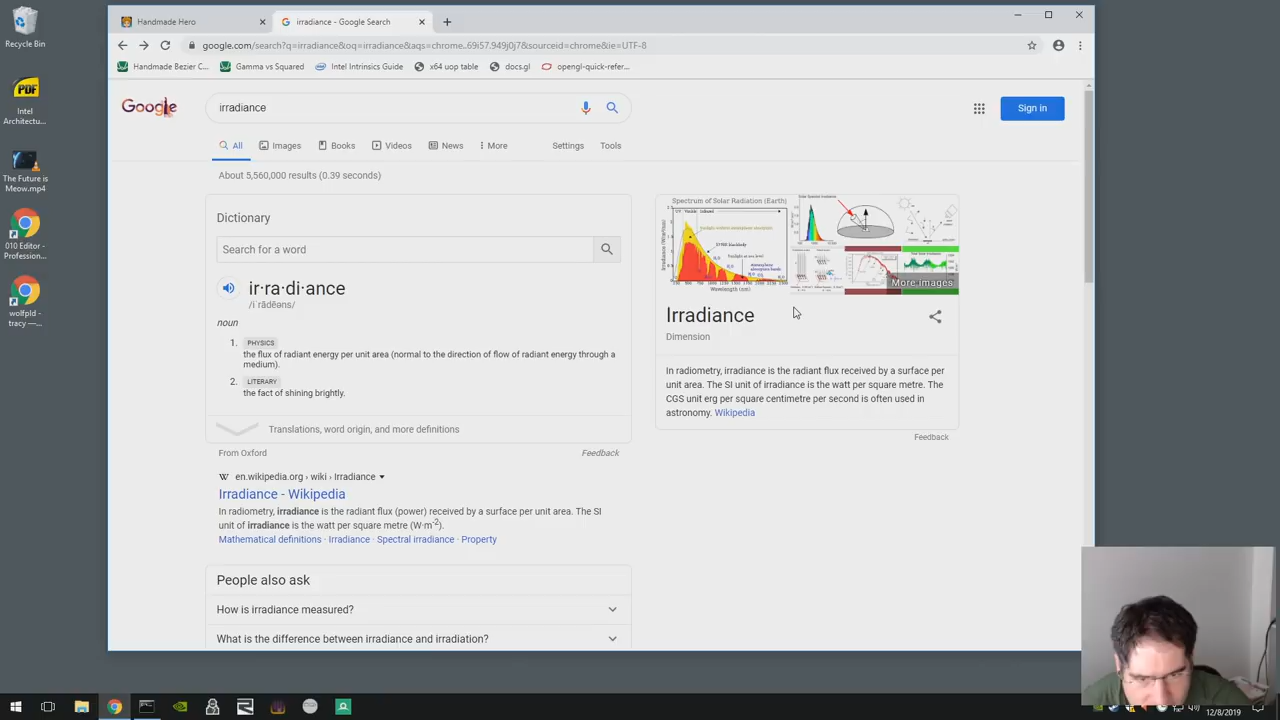 Recycle Bin
PDF
Intel
Architectu...
The Future is
Meow.mp4
010 Editor -
Profession...
wolfpld -
tracy —...
Handmade Hero
irradiance - Google Search
google.com/search?q=irradiance&oq=irradiance&aqs=chrome..69i57.949j0j7&sourceid=chrome&ie=UTF-8
Handmade Bezier C...
Gamma vs Squared
Intel Intrinsics Guide
x64 uop table
docs.gl
opengl-quick-refer...
Google
irradiance
Sign in
All
Images
Books
Videos
News
More
Settings
Tools
About 5,560,000 results (0.39 seconds)
Dictionary
Search for a word
ir·ra·di·ance
/iˈrādēəns/
noun
1. PHYSICS
the flux of radiant energy per unit area (normal to the direction of flow of radiant energy through a
medium).
2. LITERARY
the fact of shining brightly.
Translations, word origin, and more definitions
From Oxford
Feedback
en.wikipedia.org › wiki › Irradiance
Irradiance - Wikipedia
In radiometry, irradiance is the radiant flux (power) received by a surface per unit area. The SI
unit of irradiance is the watt per square metre (W·m-2).
Mathematical definitions · Irradiance · Spectral irradiance · Property
People also ask
How is irradiance measured?
What is the difference between irradiance and irradiation?
Spectrum of Solar Radiation (Earth)
More images
Irradiance
Dimension
In radiometry, irradiance is the radiant flux received by a surface per
unit area. The SI unit of irradiance is the watt per square metre. The
CGS unit erg per square centimetre per second is often used in
astronomy. Wikipedia
Feedback
12/8/2019